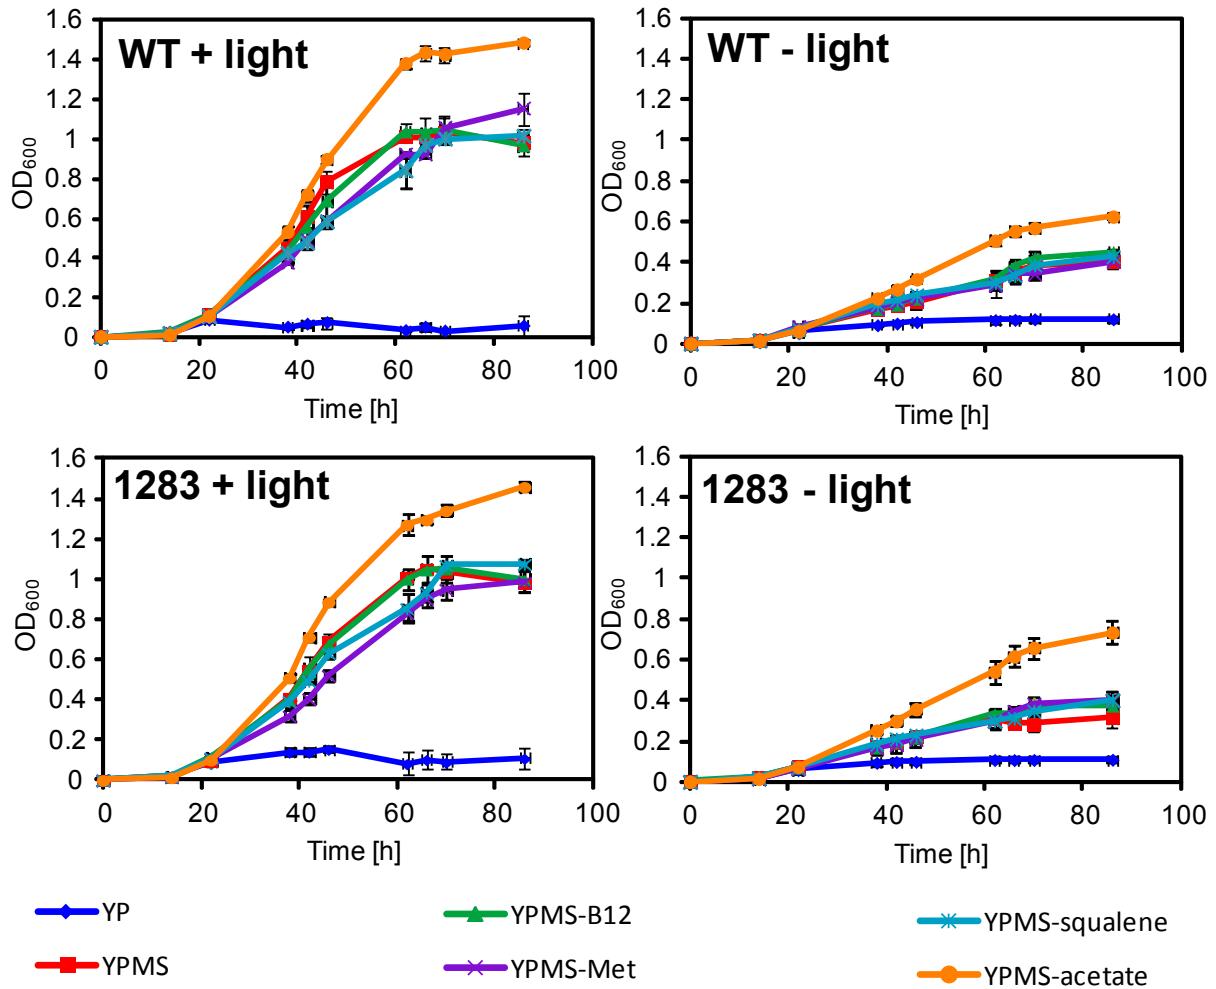 WT + light
OD600
1.6
1.4
1.2
1
0.8
0.6
0.4
0.2
0
0 20 40 60 80 100
Time [h]
WT - light
OD600
1.6
1.4
1.2
1
0.8
0.6
0.4
0.2
0
0 20 40 60 80 100
Time [h]
1283 + light
OD600
1.6
1.4
1.2
1
0.8
0.6
0.4
0.2
0
0 20 40 60 80 100
Time [h]
1283 - light
OD600
1.6
1.4
1.2
1
0.8
0.6
0.4
0.2
0
0 20 40 60 80 100
Time [h]
YP
YPMS-B12
YPMS-squalene
YPMS
YPMS-Met
YPMS-acetate